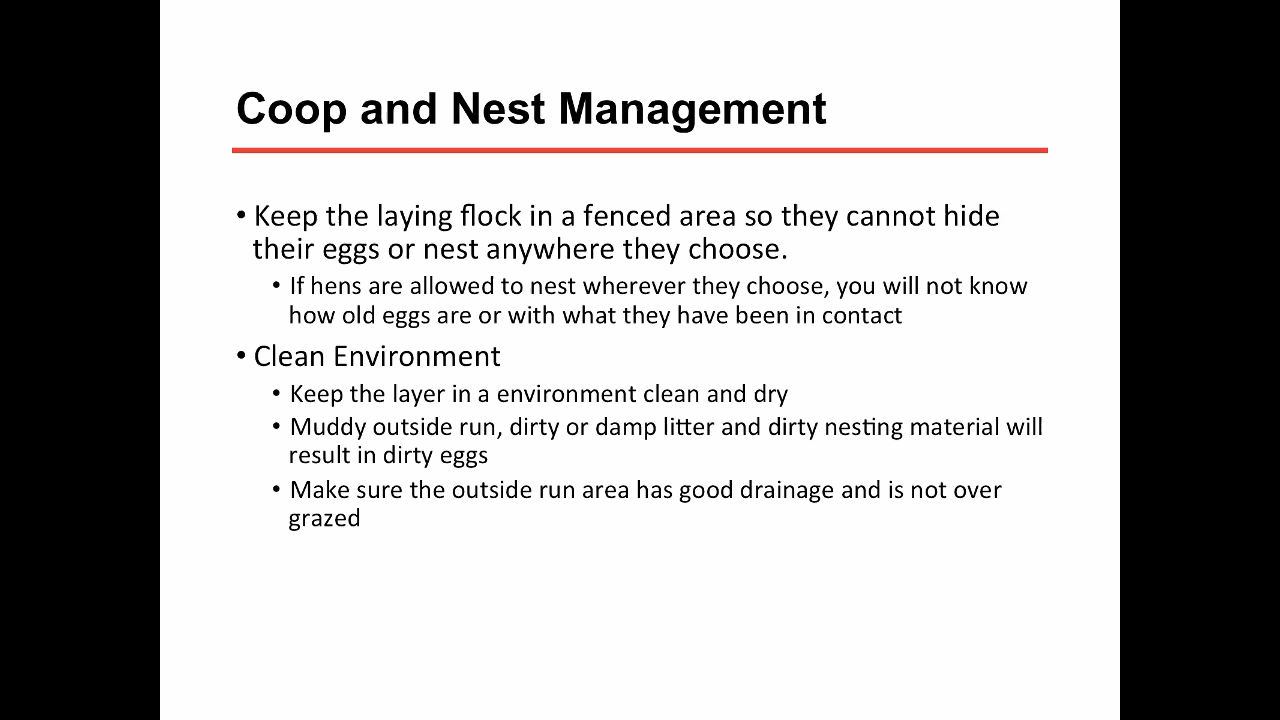 Coop and Nest Management
• Keep the laying flock in a fenced area so they cannot hide
their eggs or nest anywhere they choose.
• If hens are allowed to nest wherever they choose, you will not know
how old eggs are or with what they have been in contact
• Clean Environment
• Keep the layer in a environment clean and dry
• Muddy outside run, dirty or damp litter and dirty nesting material will
result in dirty eggs
• Make sure the outside run area has good drainage and is not over
grazed